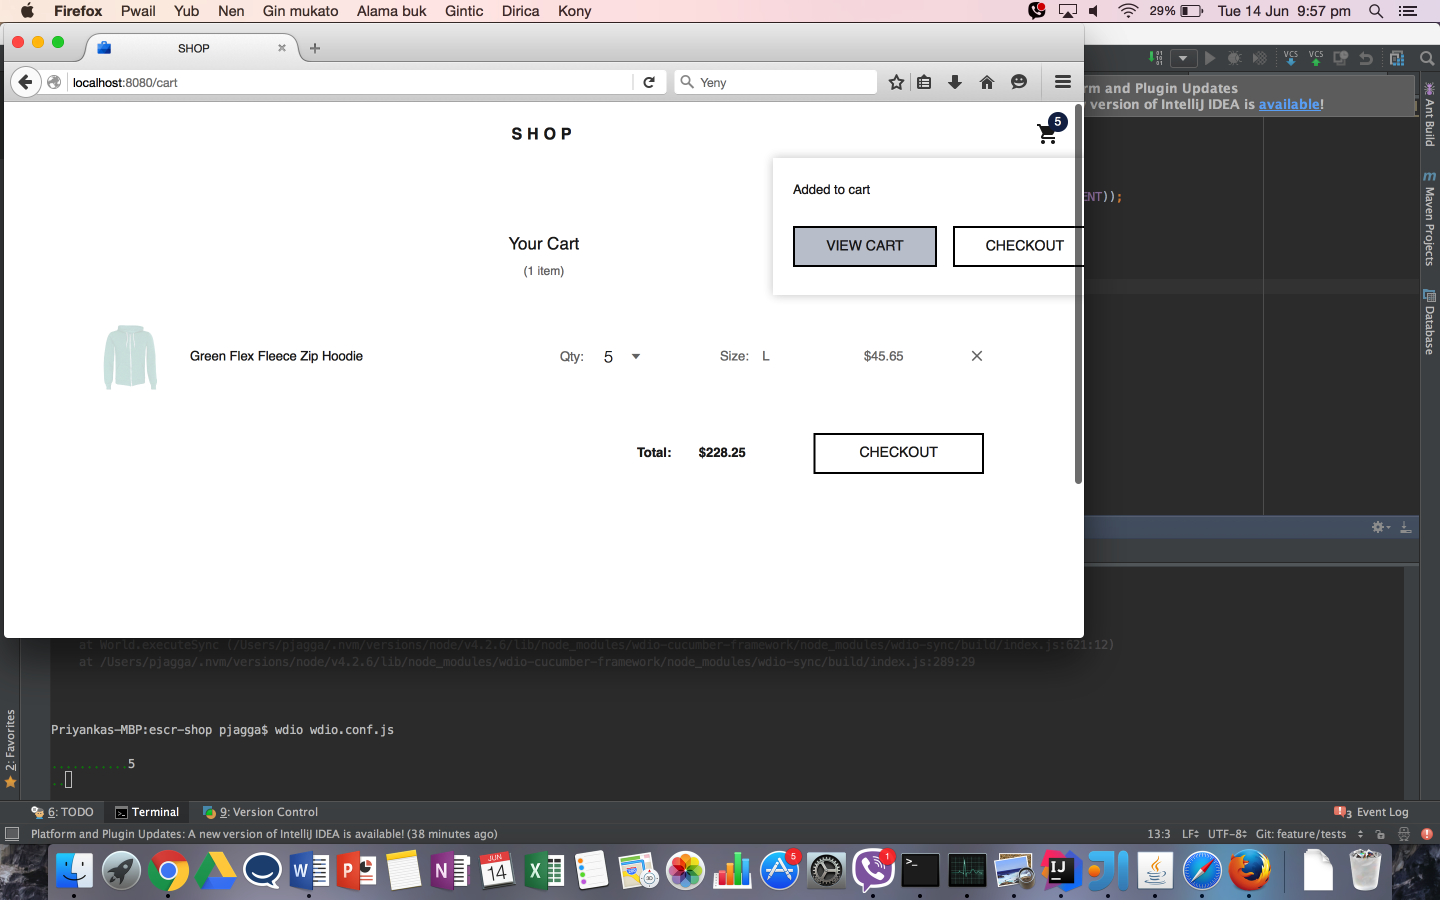 Firefox Pwail Yub Nen Gin mukato Alama buk Gintic Dirica Kony
29% Tue 14 Jun 9:57 pm
SHOP
localhost:8080/cart
Yeny
VCS VCS
rm and Plugin Updates
version of IntelliJ IDEA is available!
SHOP
5
Added to cart
VIEW CART
CHECKOUT
Your Cart
(1 item)
Green Flex Fleece Zip Hoodie
Qty: 5
Size: L
$45.65
Total: $228.25
CHECKOUT
ENT));
Ant Build
m Maven Projects
Database
at World.executeSync (/Users/pjagga/.nvm/versions/node/v4.2.6/lib/node_modules/wdio-cucumber-framework/node_modules/wdio-sync/build/index.js:621:12)
at /Users/pjagga/.nvm/versions/node/v4.2.6/lib/node_modules/wdio-cucumber-framework/node_modules/wdio-sync/build/index.js:289:29
Priyankas-MBP:escr-shop pjagga$ wdio wdio.conf.js
...........5
..
2: Favorites
6: TODO
Terminal
9: Version Control
3 Event Log
Platform and Plugin Updates: A new version of IntelliJ IDEA is available! (38 minutes ago)
13:3 LF UTF-8 Git: feature/tests
W P N JUN 14 X 5 1 >_ IJ